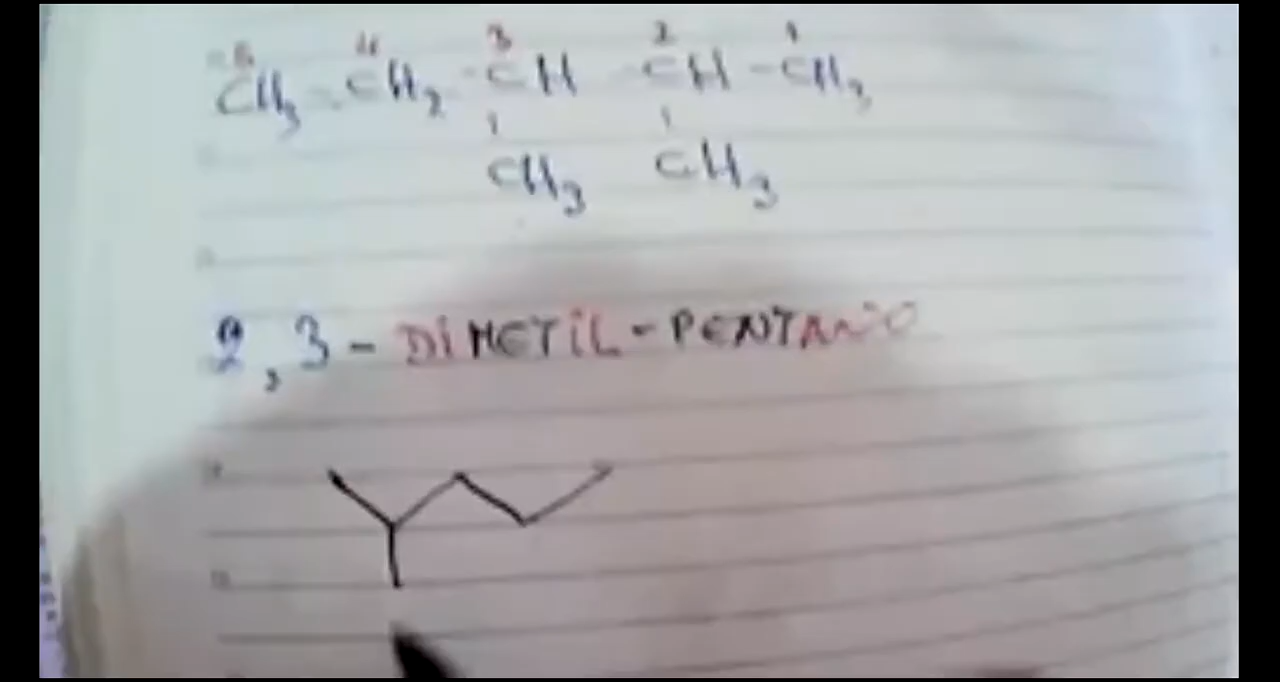 5 4 3 2 1
CH3 - CH2 - CH - CH - CH3
CH3 CH3
2,3 - DIMETIL - PENTANO